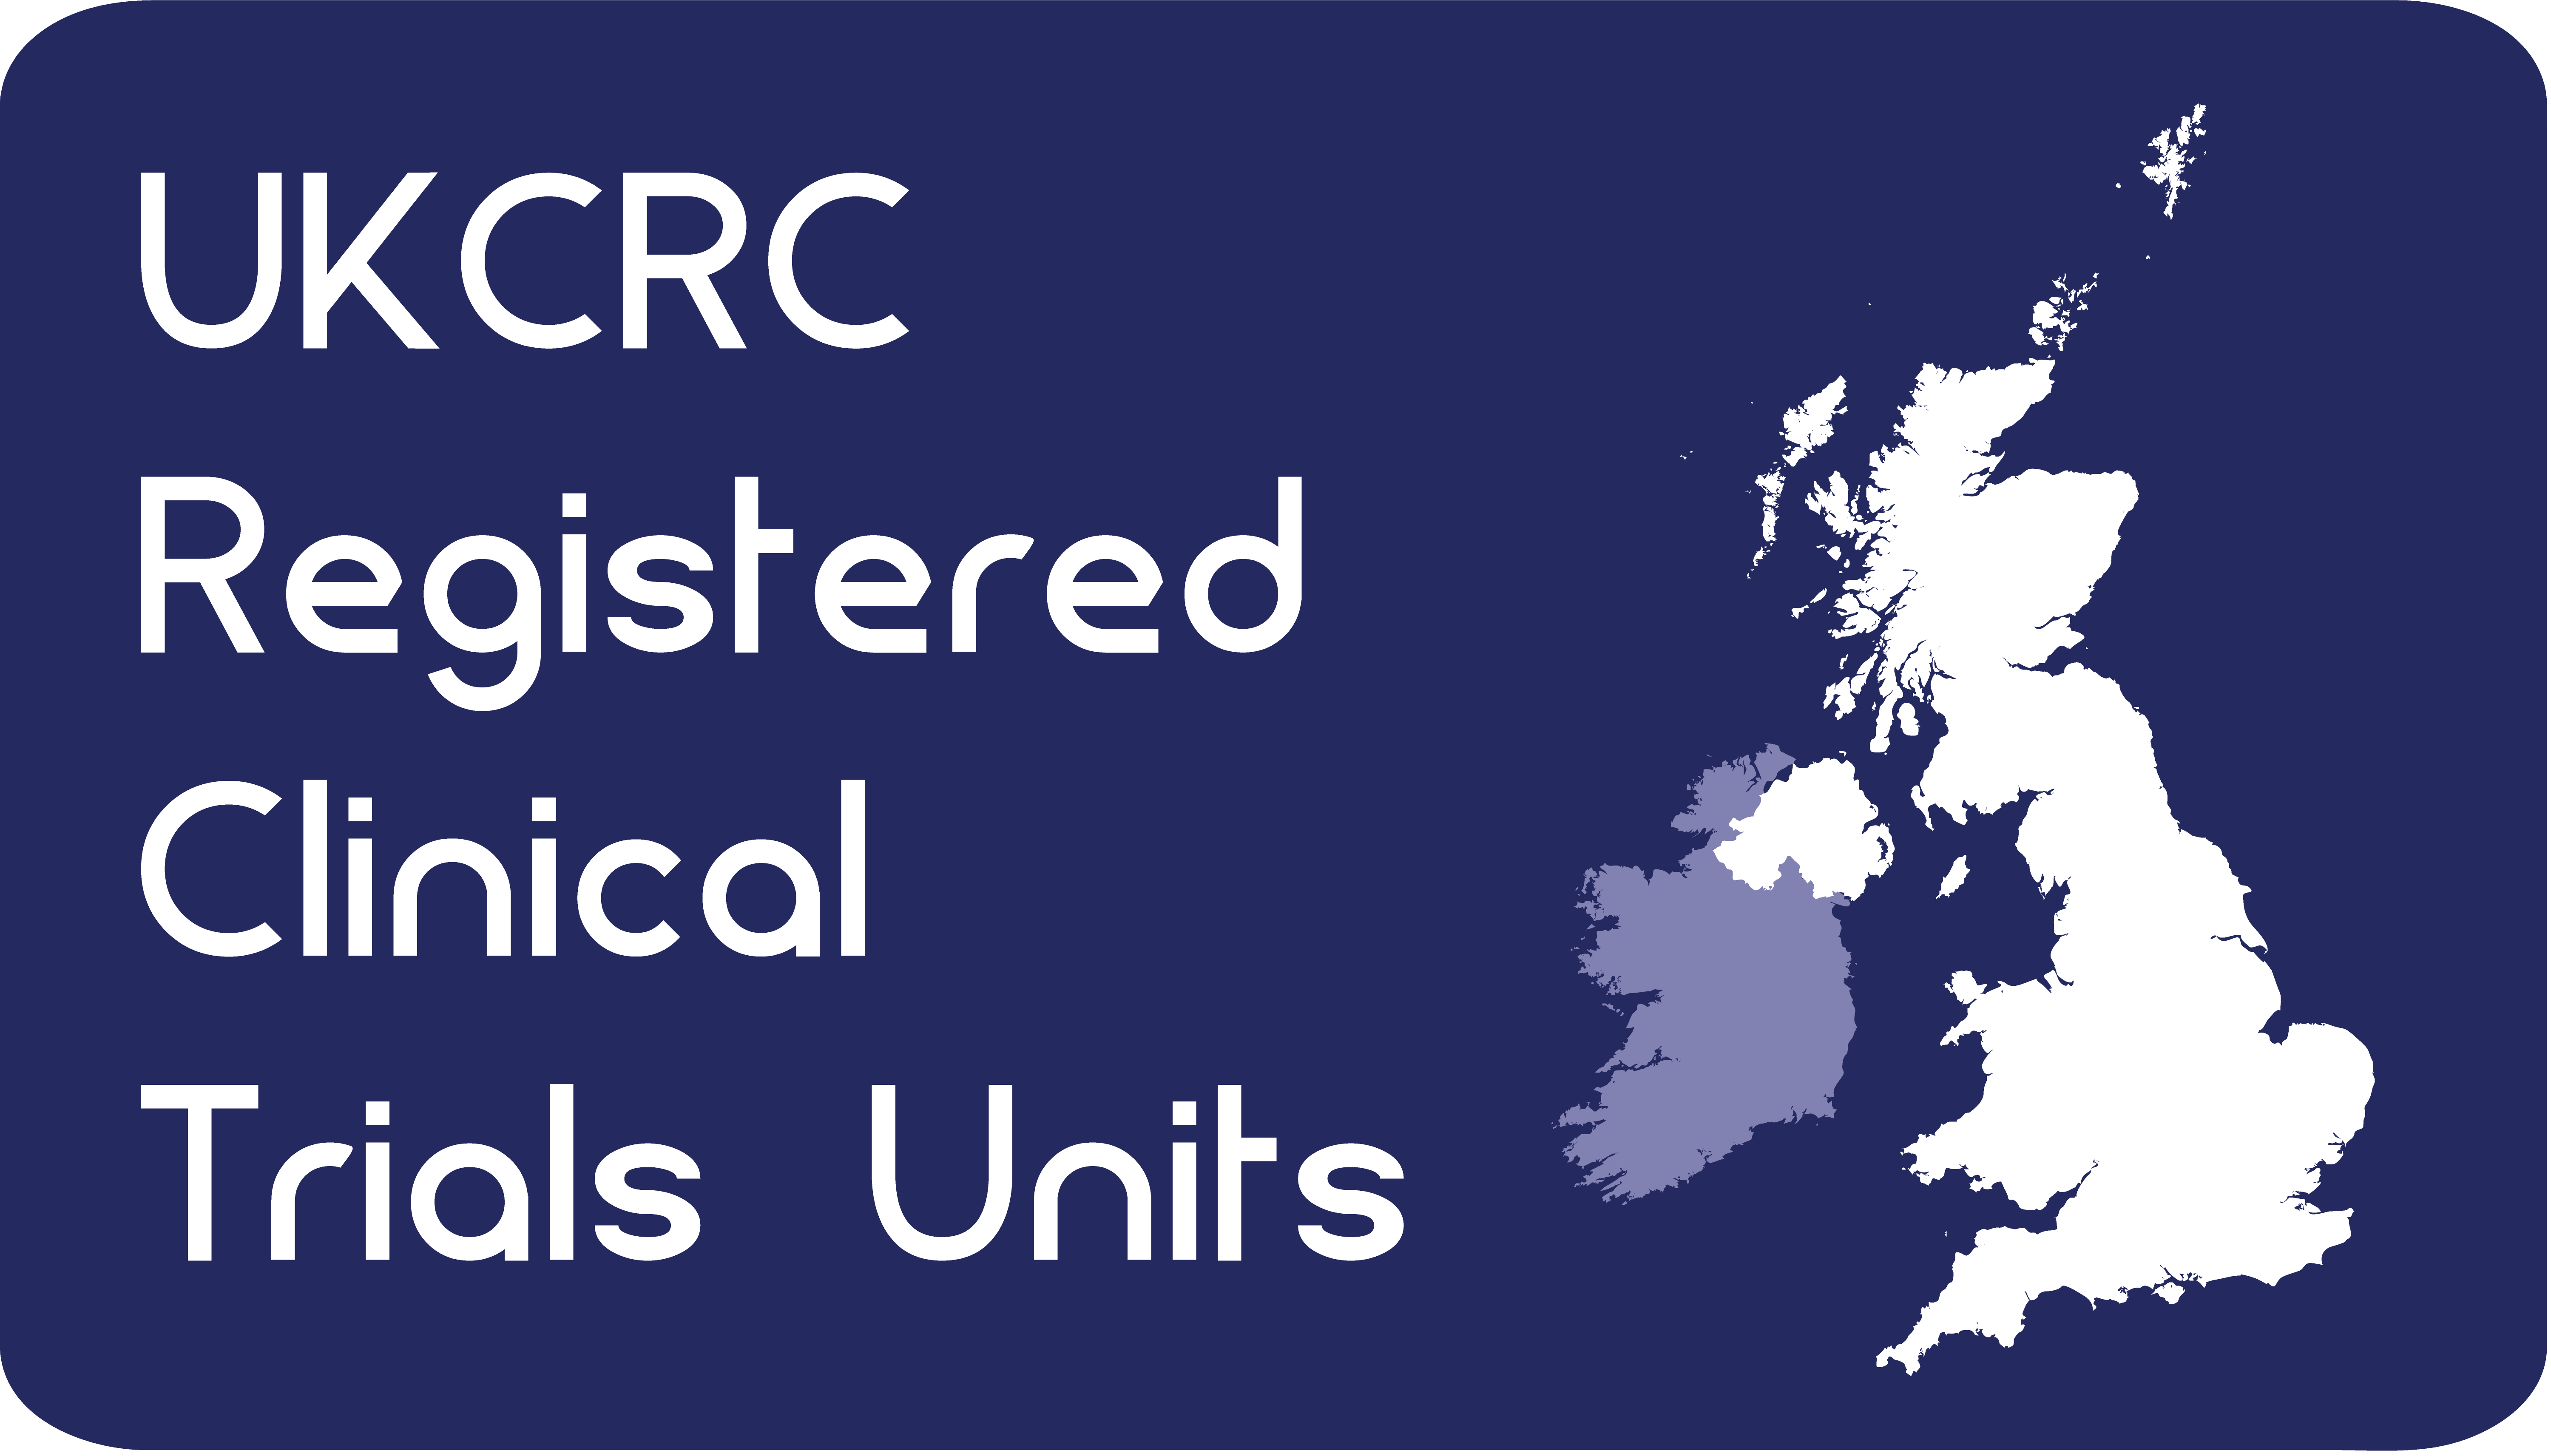 UKCRC
Registered
Clinical
Trials Units